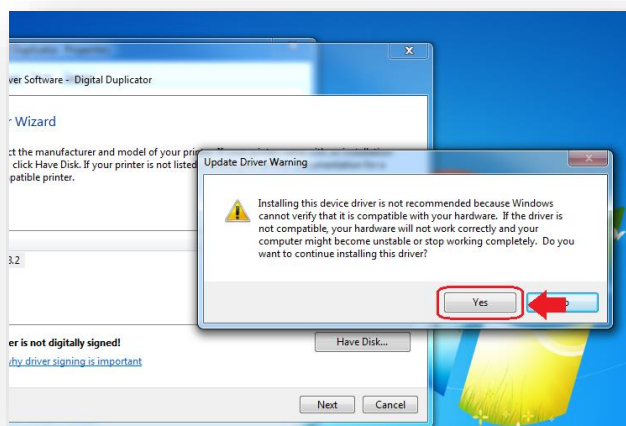 ver Software - Digital Duplicator
r Wizard
ct the manufacturer and model of your
click Have Disk. If your printer is not listed
patible printer.
Update Driver Warning
Installing this device driver is not recommended because Windows
cannot verify that it is compatible with your hardware. If the driver is
not compatible, your hardware will not work correctly and your
computer might become unstable or stop working completely. Do you
want to continue installing this driver?
3.2
Yes
er is not digitally signed!
Have Disk...
why driver signing is important
Next
Cancel